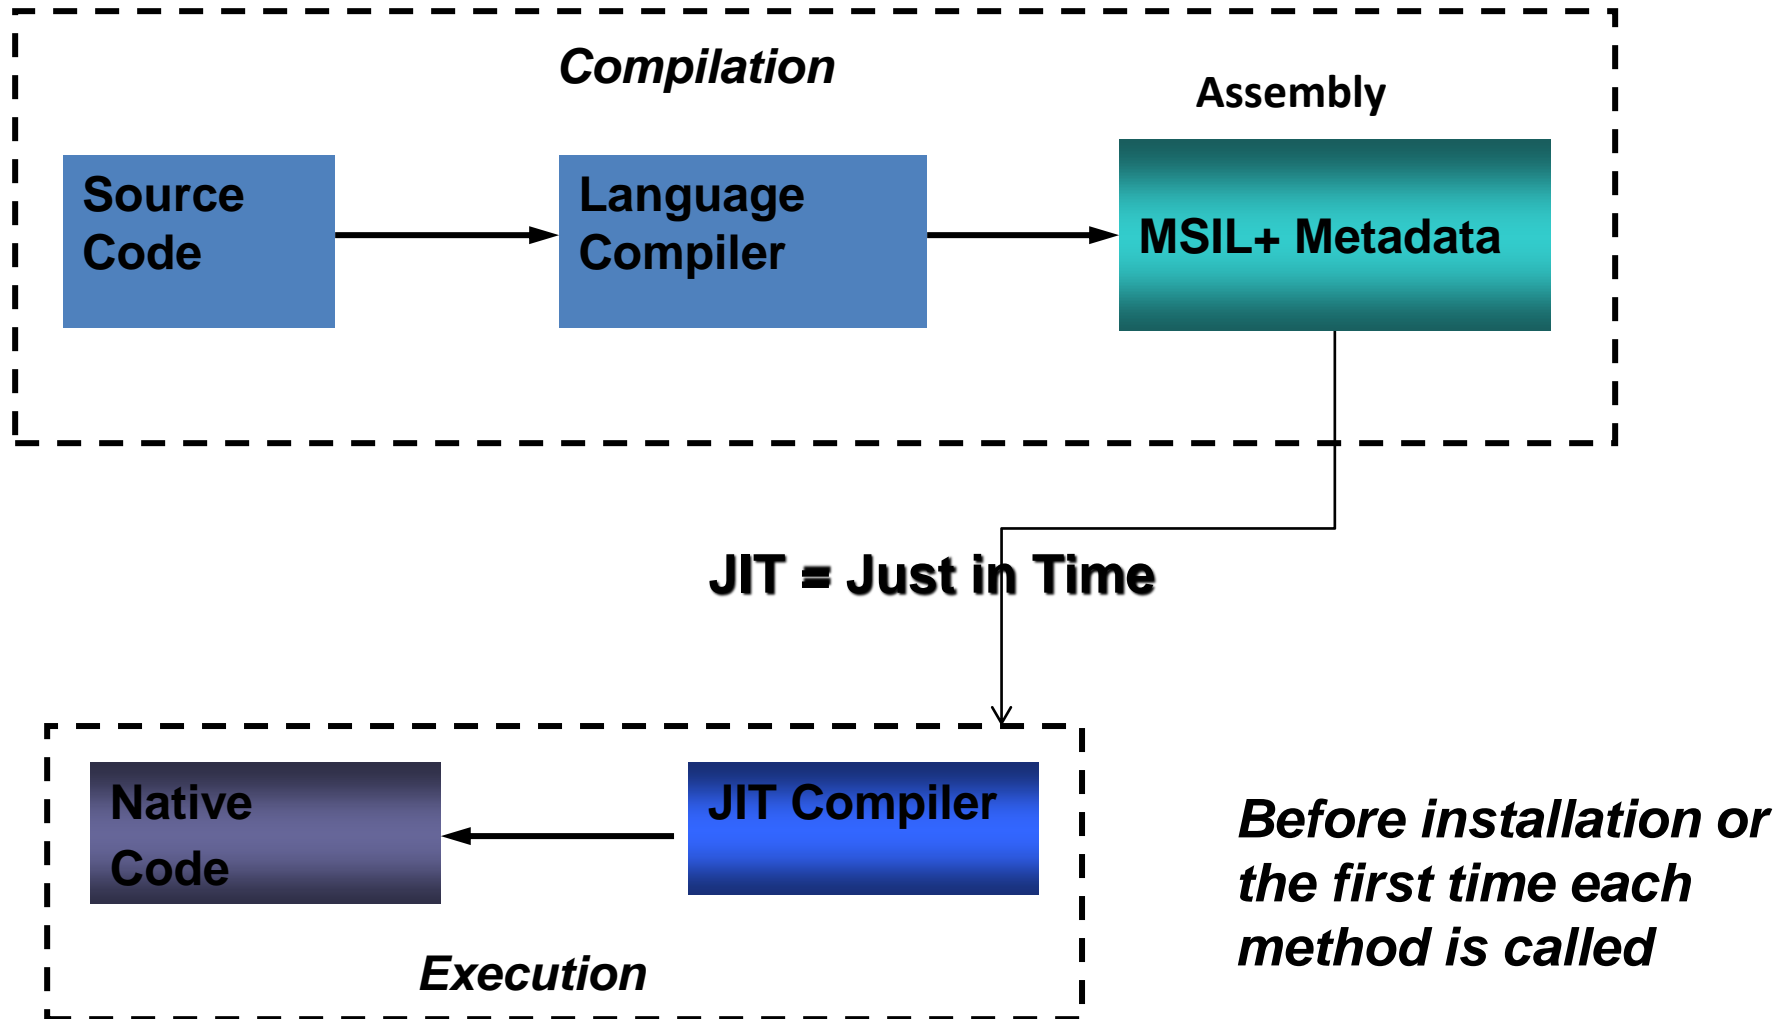 Compilation
Assembly
Source
Code
Language
Compiler
MSIL+ Metadata
JIT = Just in Time
Native
Code
JIT Compiler
Execution
Before installation or
the first time each
method is called